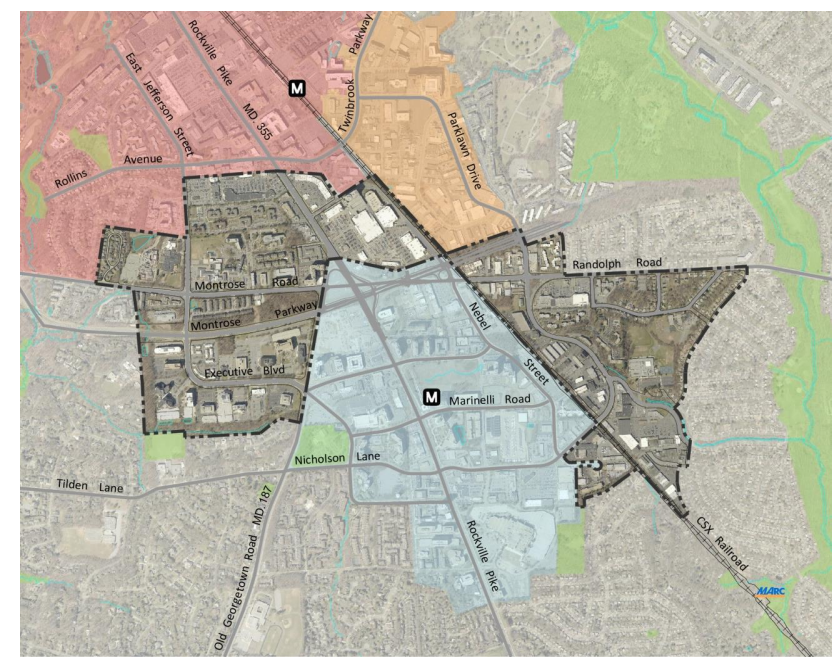 Rockville Pike MD. 355
East Jefferson Street
M
Twinbrook Parkway
Parklawn Drive
Rollins Avenue
Randolph Road
Montrose Road
Montrose Parkway
Nebel Street
Executive Blvd
M
Marinelli Road
Nicholson Lane
Tilden Lane
Old Georgetown Road MD. 187
Rockville Pike
CSX Railroad
MARC